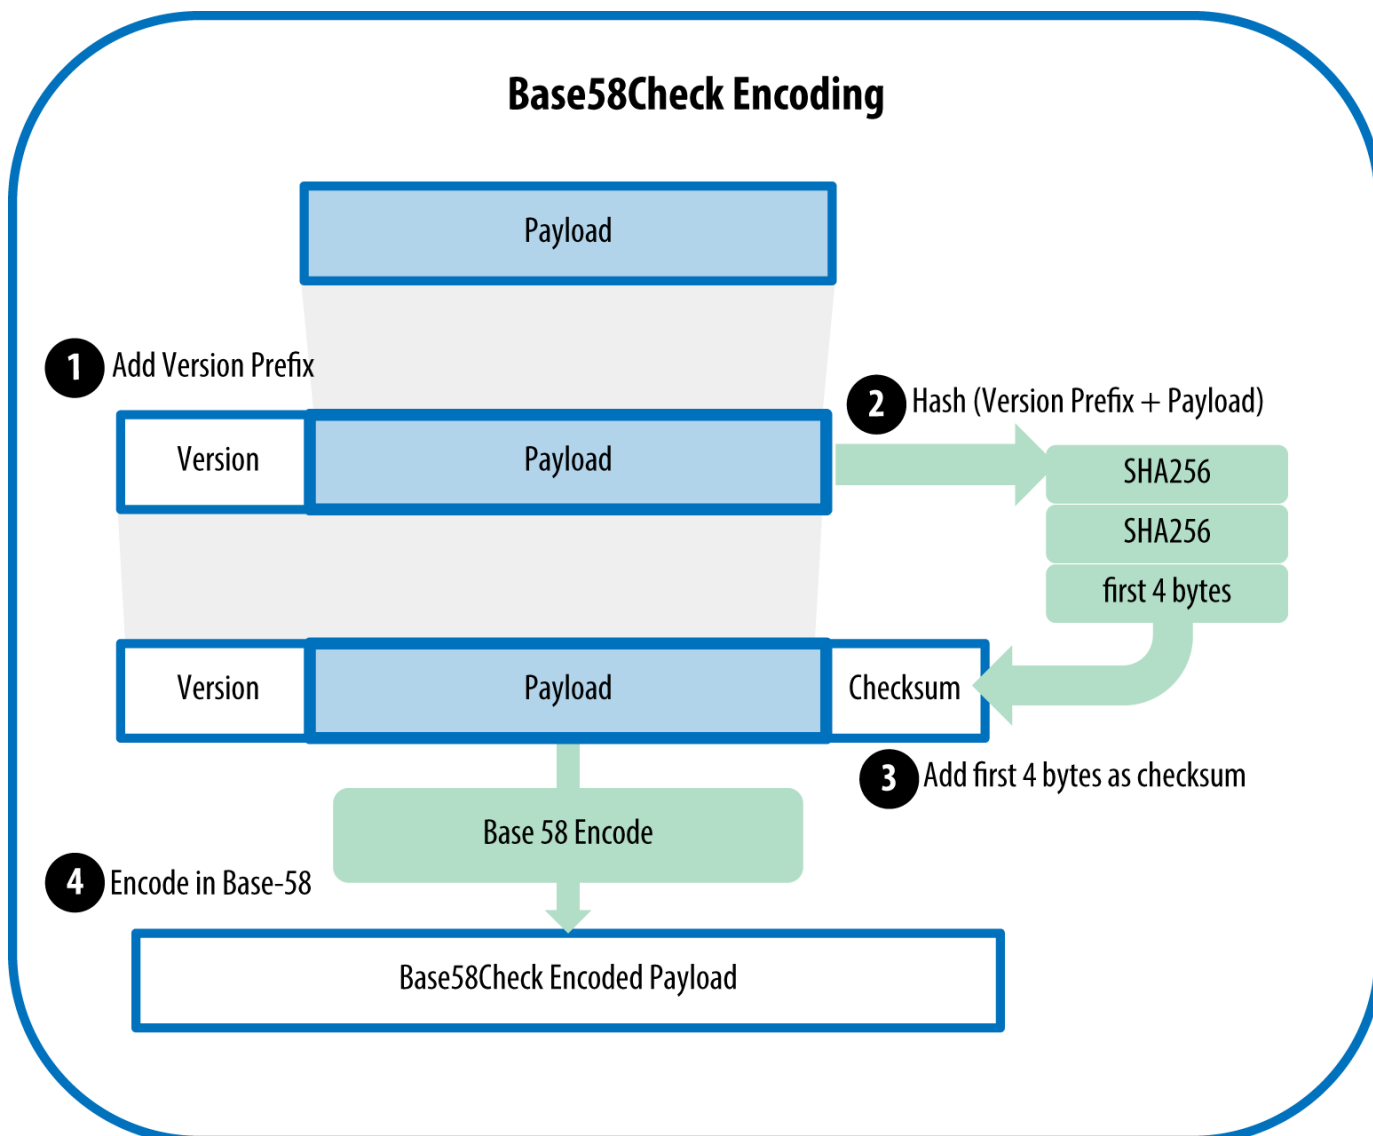 Base58Check Encoding
Payload
1 Add Version Prefix
2 Hash (Version Prefix + Payload)
Version
Payload
SHA256
SHA256
first 4 bytes
Version
Payload
Checksum
3 Add first 4 bytes as checksum
Base 58 Encode
4 Encode in Base-58
Base58Check Encoded Payload